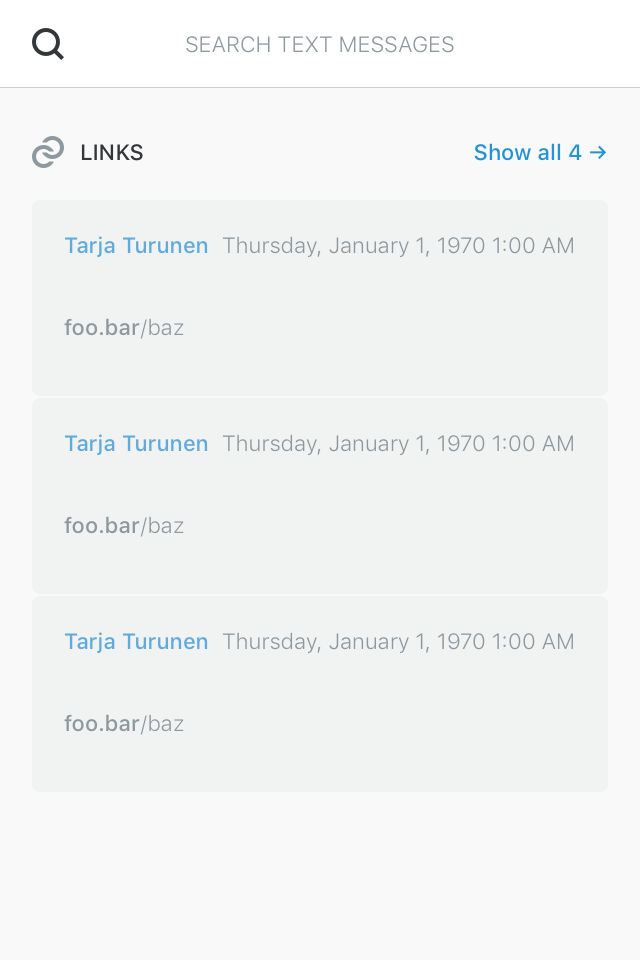 SEARCH TEXT MESSAGES
LINKS Show all 4 →
Tarja Turunen Thursday, January 1, 1970 1:00 AM
foo.bar/baz
Tarja Turunen Thursday, January 1, 1970 1:00 AM
foo.bar/baz
Tarja Turunen Thursday, January 1, 1970 1:00 AM
foo.bar/baz